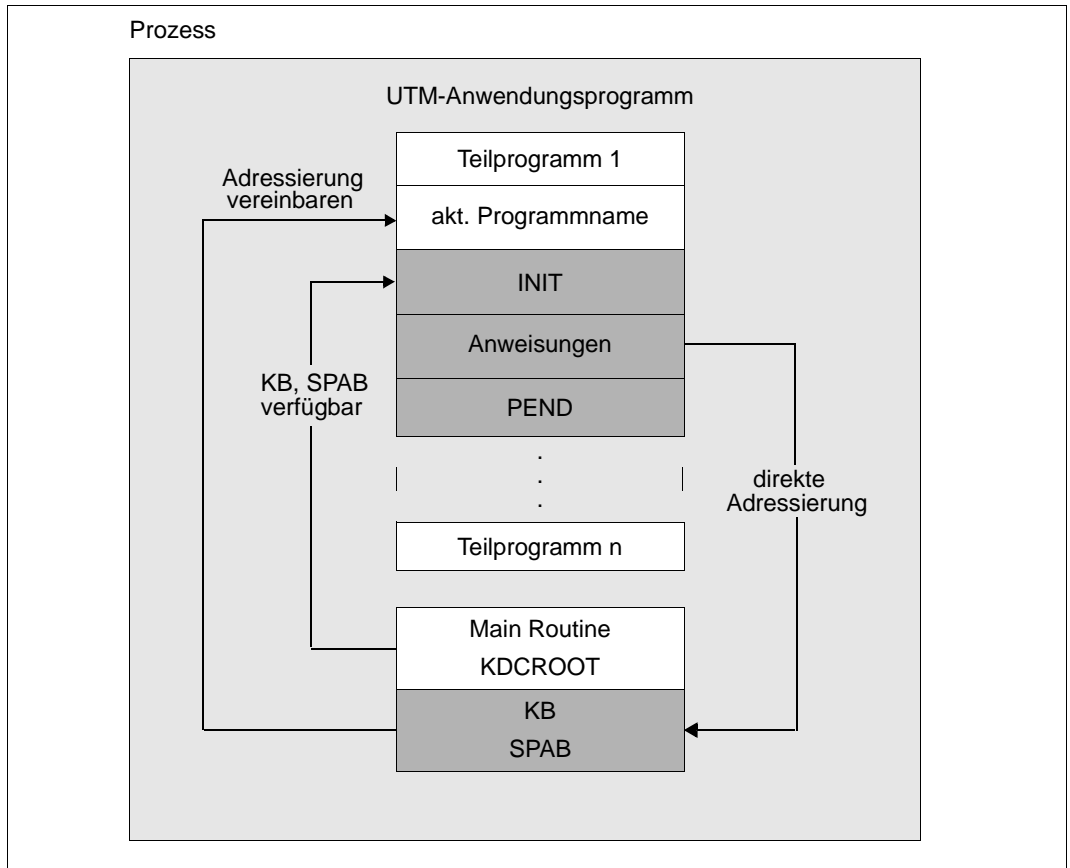 Prozess
UTM-Anwendungsprogramm
Teilprogramm 1
Adressierung
vereinbaren
akt. Programmname
INIT
Anweisungen
KB, SPAB
verfügbar
PEND
.
.
.
direkte
Adressierung
Teilprogramm n
Main Routine
KDCROOT
KB
SPAB